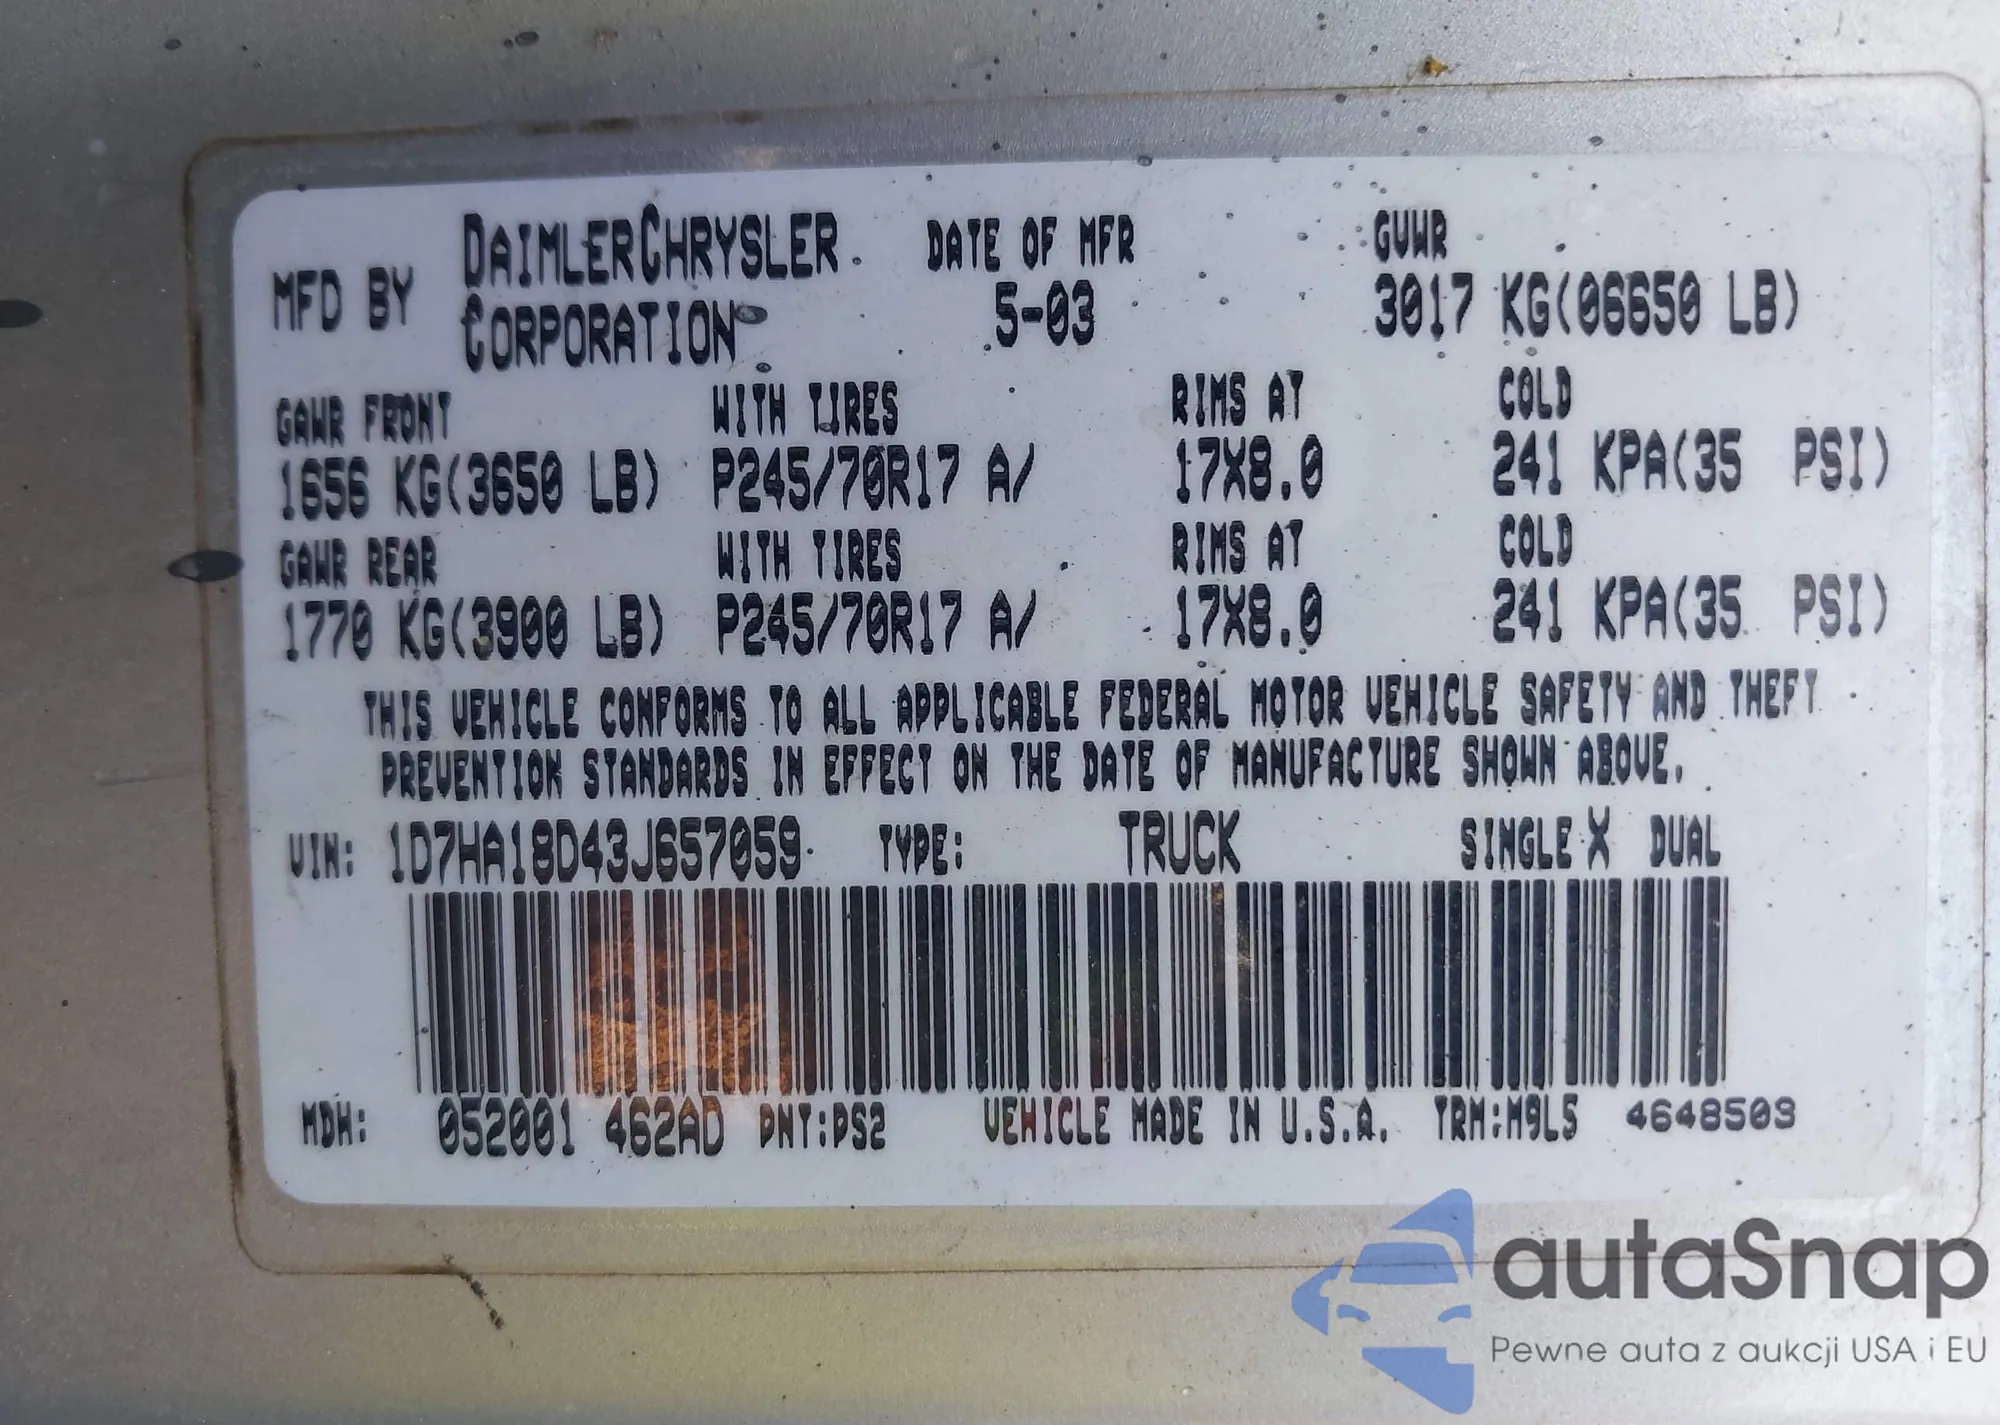 MFD BY DAIMLERCHRYSLER CORPORATION DATE OF MFR 5-03 GVWR 3017 KG(06650 LB)
GAWR FRONT WITH TIRES RIMS AT COLD
1656 KG(3650 LB) P245/70R17 A/ 17X8.0 241 KPA(35 PSI)
GAWR REAR WITH TIRES RIMS AT COLD
1770 KG(3900 LB) P245/70R17 A/ 17X8.0 241 KPA(35 PSI)
THIS VEHICLE CONFORMS TO ALL APPLICABLE FEDERAL MOTOR VEHICLE SAFETY AND THEFT
PREVENTION STANDARDS IN EFFECT ON THE DATE OF MANUFACTURE SHOWN ABOVE.
VIN: 1D7HA18D43J657059 TYPE: TRUCK SINGLE X DUAL
MDH: 052001 462AD PNT:PS2 VEHICLE MADE IN U.S.A. TRM:M9L5 4648503
autaSnap
Pewne auta z aukcji USA i EU